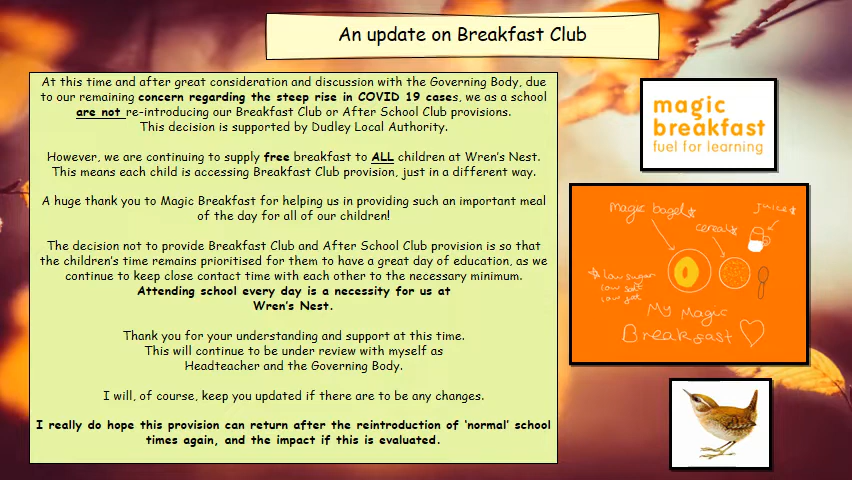 An update on Breakfast Club
At this time and after great consideration and discussion with the Governing Body, due
to our remaining concern regarding the steep rise in COVID 19 cases, we as a school
are not re-introducing our Breakfast Club or After School Club provisions.
This decision is supported by Dudley Local Authority.
However, we are continuing to supply free breakfast to ALL children at Wren's Nest.
This means each child is accessing Breakfast Club provision, just in a different way.
A huge thank you to Magic Breakfast for helping us in providing such an important meal
of the day for all of our children!
The decision not to provide Breakfast Club and After School Club provision is so that
the children's time remains prioritised for them to have a great day of education, as we
continue to keep close contact time with each other to the necessary minimum.
Attending school every day is a necessity for us at
Wren's Nest.
Thank you for your understanding and support at this time.
This will continue to be under review with myself as
Headteacher and the Governing Body.
I will, of course, keep you updated if there are to be any changes.
I really do hope this provision can return after the reintroduction of 'normal' school
times again, and the impact if this is evaluated.
magic
breakfast
fuel for learning
magic bagel
juice
cereal
low sugar
low salt
low fat
My Magic
Breakfast